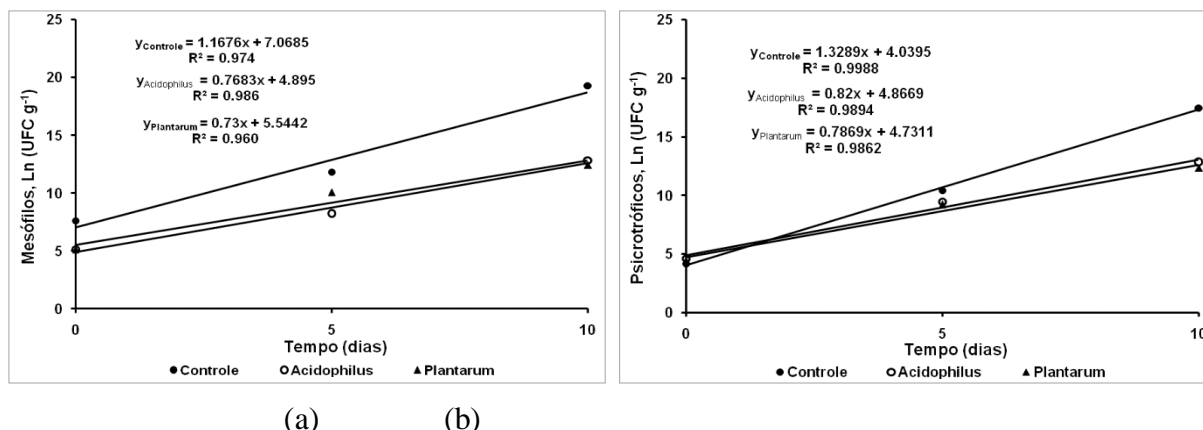 Mesófilos, Ln (UFC g⁻¹)
25
20
15
10
5
0
yControle = 1.1676x + 7.0685
R² = 0.974
yAcidophilus = 0.7683x + 4.895
R² = 0.986
yPlantarum = 0.73x + 5.5442
R² = 0.960
0 5 10
Tempo (dias)
Controle Acidophilus Plantarum
Psicrotróficos, Ln (UFC g⁻¹)
25
20
15
10
5
0
yControle = 1.3289x + 4.0395
R² = 0.9988
yAcidophilus = 0.82x + 4.8669
R² = 0.9894
yPlantarum = 0.7869x + 4.7311
R² = 0.9862
0 5 10
Tempo (dias)
Controle Acidophilus Plantarum
(a) (b)